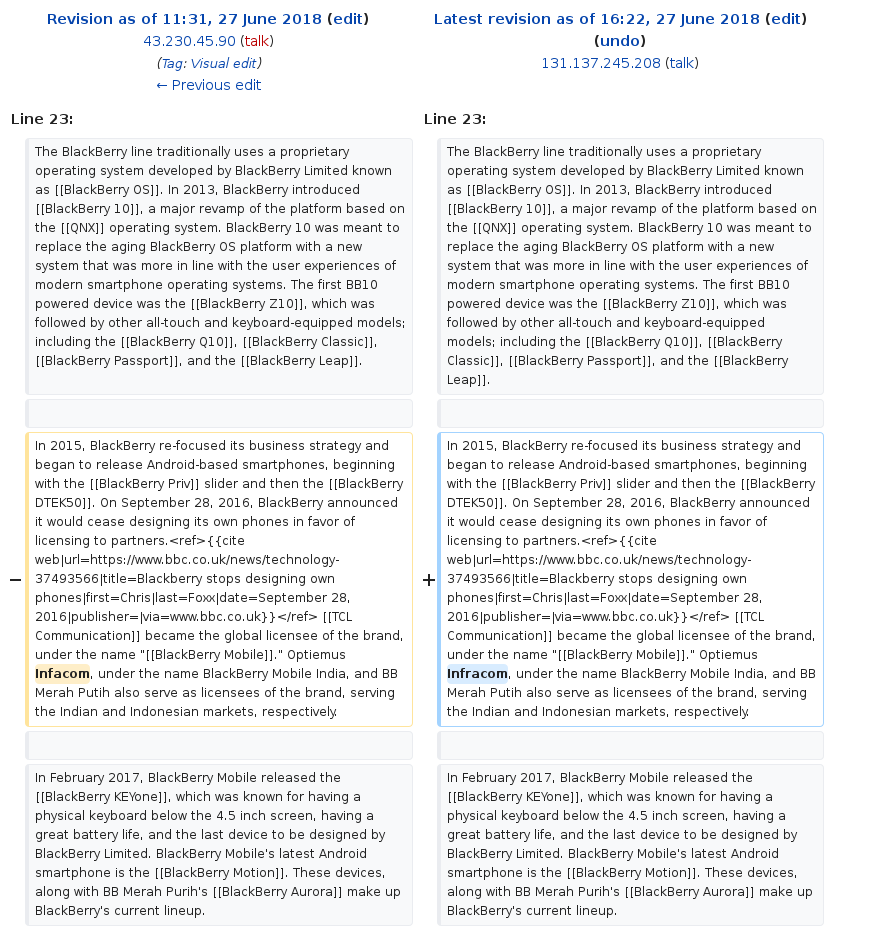 Revision as of 11:31, 27 June 2018 (edit)
43.230.45.90 (talk)
(Tag: Visual edit)
← Previous edit
Latest revision as of 16:22, 27 June 2018 (edit)
(undo)
131.137.245.208 (talk)
Line 23:
The BlackBerry line traditionally uses a proprietary
operating system developed by BlackBerry Limited known
as [[BlackBerry OS]]. In 2013, BlackBerry introduced
[[BlackBerry 10]], a major revamp of the platform based on
the [[QNX]] operating system. BlackBerry 10 was meant to
replace the aging BlackBerry OS platform with a new
system that was more in line with the user experiences of
modern smartphone operating systems. The first BB10
powered device was the [[BlackBerry Z10]], which was
followed by other all-touch and keyboard-equipped models;
including the [[BlackBerry Q10]], [[BlackBerry Classic]],
[[BlackBerry Passport]], and the [[BlackBerry Leap]].
Line 23:
The BlackBerry line traditionally uses a proprietary
operating system developed by BlackBerry Limited known
as [[BlackBerry OS]]. In 2013, BlackBerry introduced
[[BlackBerry 10]], a major revamp of the platform based on
the [[QNX]] operating system. BlackBerry 10 was meant to
replace the aging BlackBerry OS platform with a new
system that was more in line with the user experiences of
modern smartphone operating systems. The first BB10
powered device was the [[BlackBerry Z10]], which was
followed by other all-touch and keyboard-equipped
models; including the [[BlackBerry Q10]], [[BlackBerry
Classic]], [[BlackBerry Passport]], and the [[BlackBerry
Leap]].
−
In 2015, BlackBerry re-focused its business strategy and
began to release Android-based smartphones, beginning
with the [[BlackBerry Priv]] slider and then the [[BlackBerry
DTEK50]]. On September 28, 2016, BlackBerry announced
it would cease designing its own phones in favor of
licensing to partners.<ref>{{cite
web|url=https://www.bbc.co.uk/news/technology-
37493566|title=Blackberry stops designing own
phones|first=Chris|last=Foxx|date=September 28,
2016|publisher=|via=www.bbc.co.uk}}</ref> [[TCL
Communication]] became the global licensee of the brand,
under the name "[[BlackBerry Mobile]]." Optiemus
Infacom, under the name BlackBerry Mobile India, and BB
Merah Putih also serve as licensees of the brand, serving
the Indian and Indonesian markets, respectively.
+
In 2015, BlackBerry re-focused its business strategy and
began to release Android-based smartphones, beginning
with the [[BlackBerry Priv]] slider and then the [[BlackBerry
DTEK50]]. On September 28, 2016, BlackBerry announced
it would cease designing its own phones in favor of
licensing to partners.<ref>{{cite
web|url=https://www.bbc.co.uk/news/technology-
37493566|title=Blackberry stops designing own
phones|first=Chris|last=Foxx|date=September 28,
2016|publisher=|via=www.bbc.co.uk}}</ref> [[TCL
Communication]] became the global licensee of the brand,
under the name "[[BlackBerry Mobile]]." Optiemus
Infracom, under the name BlackBerry Mobile India, and BB
Merah Putih also serve as licensees of the brand, serving
the Indian and Indonesian markets, respectively.
In February 2017, BlackBerry Mobile released the
[[BlackBerry KEYone]], which was known for having a
physical keyboard below the 4.5 inch screen, having a
great battery life, and the last device to be designed by
BlackBerry Limited. BlackBerry Mobile's latest Android
smartphone is the [[BlackBerry Motion]]. These devices,
along with BB Merah Purih's [[BlackBerry Aurora]] make up
BlackBerry's current lineup.
In February 2017, BlackBerry Mobile released the
[[BlackBerry KEYone]], which was known for having a
physical keyboard below the 4.5 inch screen, having a
great battery life, and the last device to be designed by
BlackBerry Limited. BlackBerry Mobile's latest Android
smartphone is the [[BlackBerry Motion]]. These devices,
along with BB Merah Purih's [[BlackBerry Aurora]] make up
BlackBerry's current lineup.